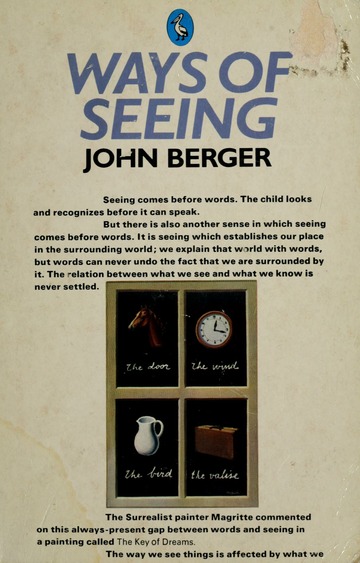 WAYS OF
SEEING
JOHN BERGER
Seeing comes before words. The child looks
and recognizes before it can speak.
But there is also another sense in which seeing
comes before words. It is seeing which establishes our place
in the surrounding world; we explain that world with words,
but words can never undo the fact that we are surrounded by
it. The relation between what we see and what we know is
never settled.
the door
the wind
the bird
the valise
The Surrealist painter Magritte commented
on this always-present gap between words and seeing in
a painting called The Key of Dreams.
The way we see things is affected by what we